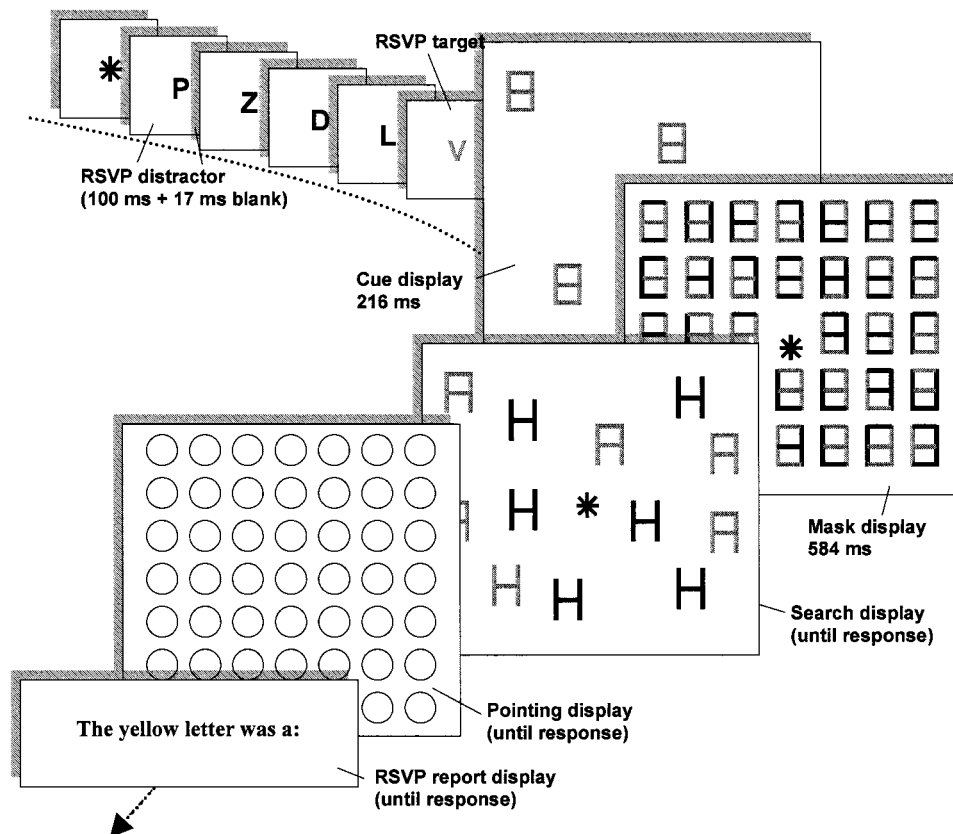 RSVP target
*
P
Z
D
L
V
RSVP distractor
(100 ms + 17 ms blank)
Cue display
216 ms
*
Mask display
584 ms
A H H
A A
A H * H A
H H H
Search display
(until response)
Pointing display
(until response)
The yellow letter was a:
RSVP report display
(until response)